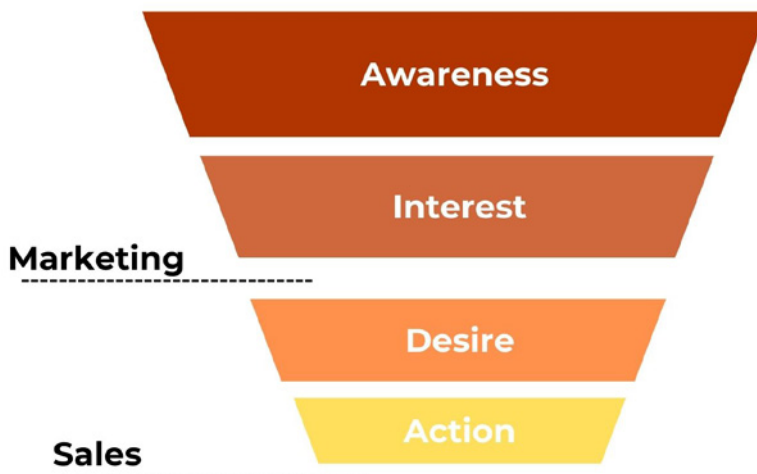 Awareness
Interest
Marketing
Desire
Action
Sales